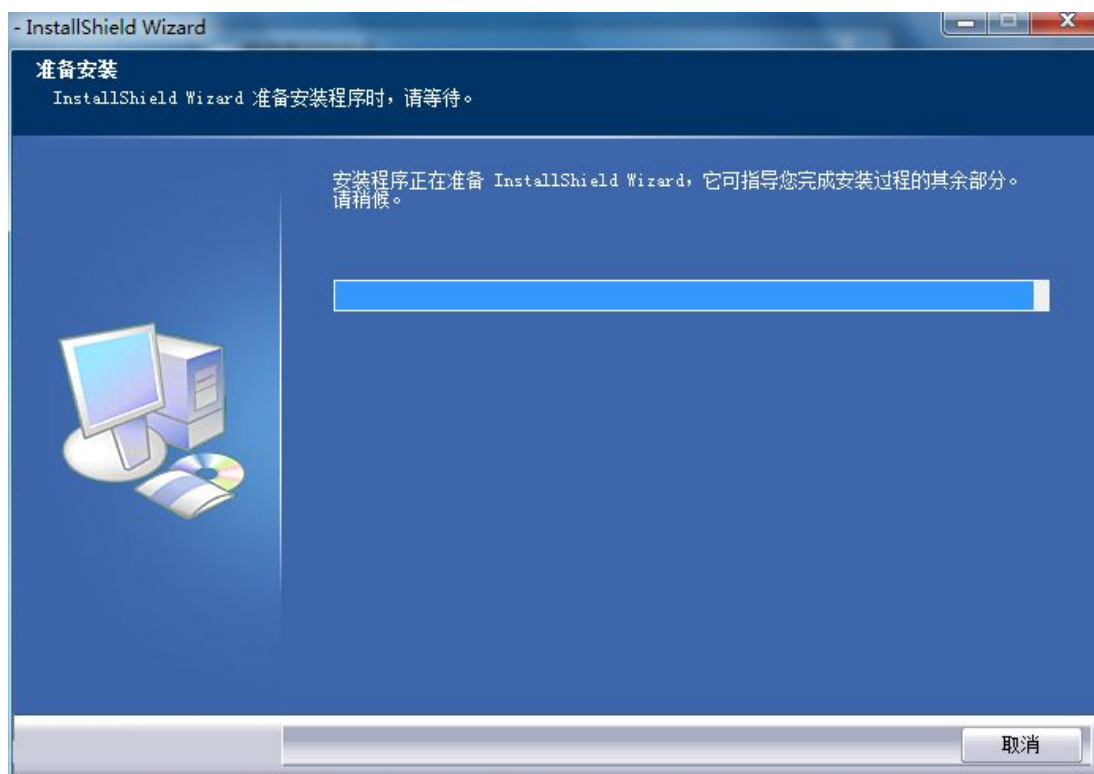 - InstallShield Wizard
准备安装
InstallShield Wizard 准备安装程序时，请等待。
安装程序正在准备 InstallShield Wizard，它可指导您完成安装过程的其余部分。
请稍候。
取消